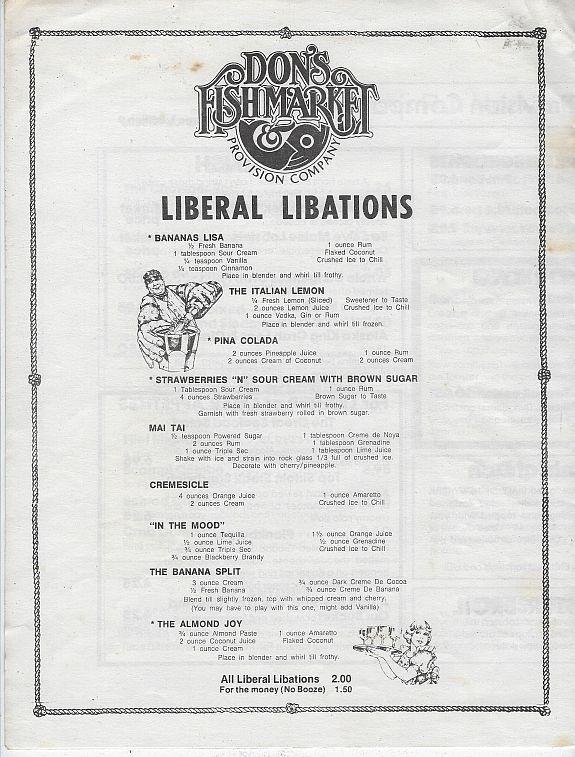 DON'S
FISH MARKET
&
PROVISION COMPANY
LIBERAL LIBATIONS
* BANANAS LISA
½ Fresh Banana 1 ounce Rum
1 tablespoon Sour Cream Flaked Coconut
¼ teaspoon Vanilla Crushed Ice to Chill
¼ teaspoon Cinnamon
Place in blender and whirl till frothy.
THE ITALIAN LEMON
¼ Fresh Lemon (Sliced) Sweetener to Taste
2 ounces Lemon Juice Crushed Ice to Chill
1 ounce Vodka, Gin or Rum
Place in blender and whirl till frozen.
* PINA COLADA
2 ounces Pineapple Juice 1 ounce Rum
2 ounces Cream of Coconut 2 ounces Cream
* STRAWBERRIES "N" SOUR CREAM WITH BROWN SUGAR
1 Tablespoon Sour Cream 1 ounce Rum
4 ounces Strawberries Brown Sugar to Taste
Place in blender and whirl till frothy.
Garnish with fresh strawberry rolled in brown sugar.
MAI TAI
½ teaspoon Powered Sugar 1 tablespoon Creme de Noya
2 ounces Rum 1 tablespoon Grenadine
1 ounce Triple Sec 1 tablespoon Lime Juice
Shake with ice and strain into rock glass 1/3 full of crushed ice.
Decorate with cherry/pineapple.
CREMESICLE
4 ounces Orange Juice 1 ounce Amaretto
2 ounces Cream Crushed Ice to Chill
"IN THE MOOD"
1 ounce Tequilla 1½ ounce Orange Juice
½ ounce Lime Juice ½ ounce Grenadine
¾ ounce Triple Sec Crushed Ice to Chill
¾ ounce Blackberry Brandy
THE BANANA SPLIT
3 ounce Cream ¾ ounce Dark Creme De Cocoa
½ Fresh Banana ¾ ounce Creme De Banana
Blend till slightly frozen, top with whipped cream and cherry.
(You may have to play with this one, might add Vanilla)
* THE ALMOND JOY
¾ ounce Almond Paste 1 ounce Amaretto
2 ounce Coconut Juice Flaked Coconut
1 ounce Cream
Place in blender and whirl till frothy.
All Liberal Libations 2.00
For the money (No Booze) 1.50